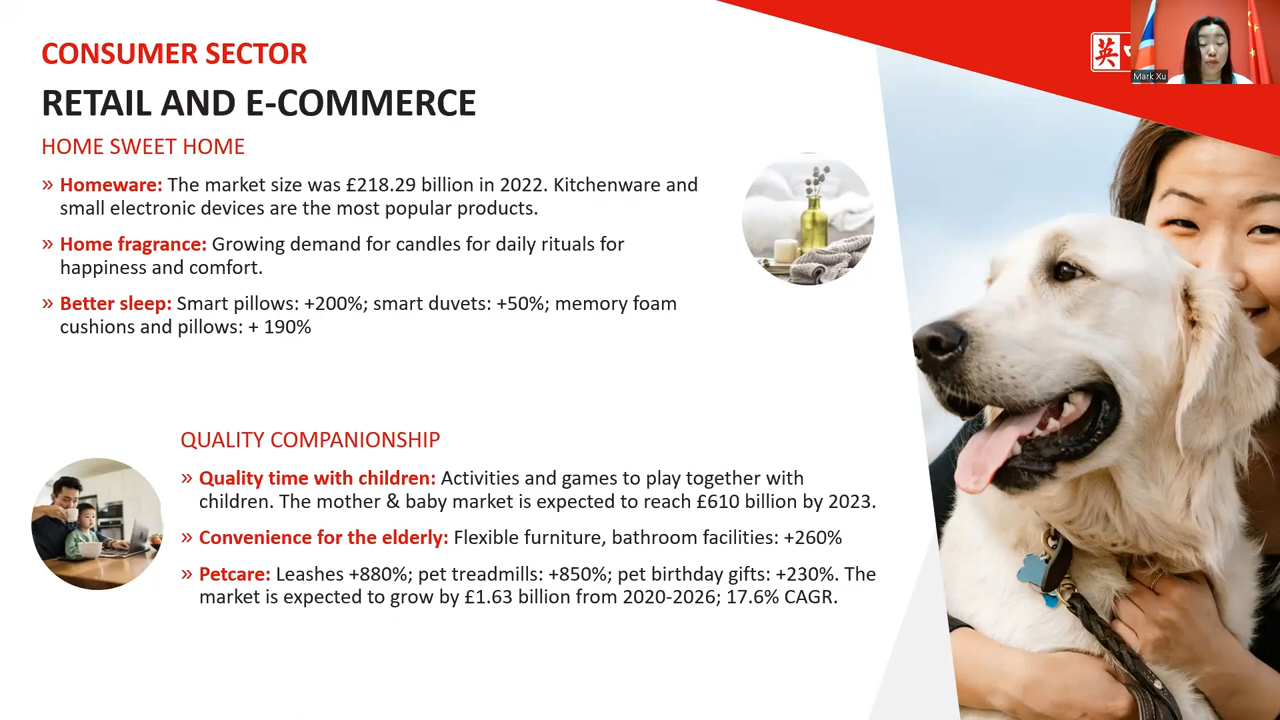 CONSUMER SECTOR
RETAIL AND E-COMMERCE
HOME SWEET HOME
» Homeware: The market size was £218.29 billion in 2022. Kitchenware and
small electronic devices are the most popular products.
» Home fragrance: Growing demand for candles for daily rituals for
happiness and comfort.
» Better sleep: Smart pillows: +200%; smart duvets: +50%; memory foam
cushions and pillows: + 190%
QUALITY COMPANIONSHIP
» Quality time with children: Activities and games to play together with
children. The mother & baby market is expected to reach £610 billion by 2023.
» Convenience for the elderly: Flexible furniture, bathroom facilities: +260%
» Petcare: Leashes +880%; pet treadmills: +850%; pet birthday gifts: +230%. The
market is expected to grow by £1.63 billion from 2020-2026; 17.6% CAGR.
英
Mark Xu